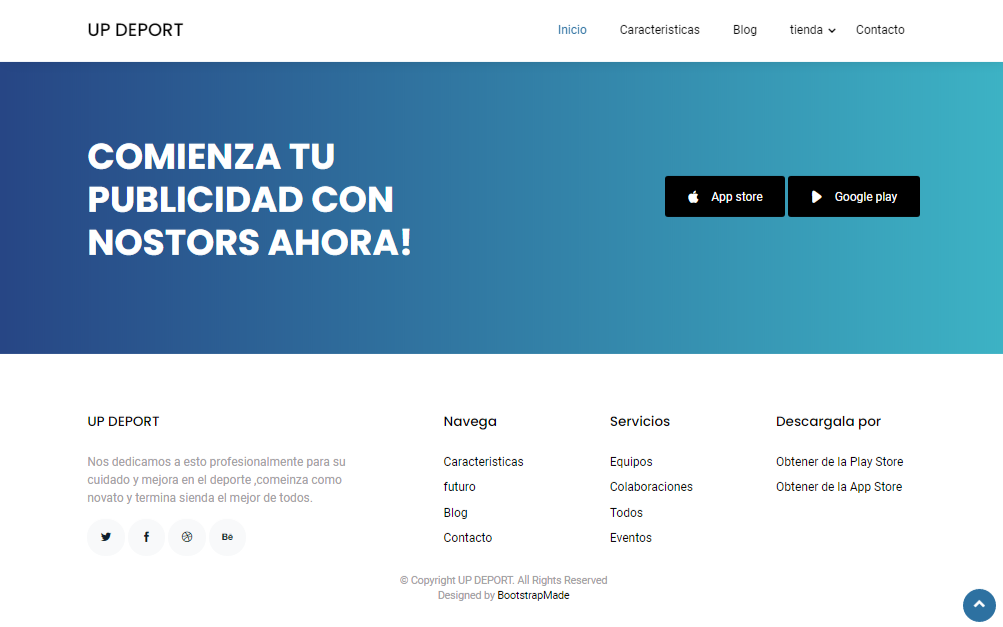 UP DEPORT
Inicio Caracteristicas Blog tienda Contacto
COMIENZA TU
PUBLICIDAD CON
NOSTORS AHORA!
App store Google play
UP DEPORT
Nos dedicamos a esto profesionalmente para su
cuidado y mejora en el deporte ,comeinza como
novato y termina sienda el mejor de todos.
Navega
Caracteristicas
futuro
Blog
Contacto
Servicios
Equipos
Colaboraciones
Todos
Eventos
Descargala por
Obtener de la Play Store
Obtener de la App Store
© Copyright UP DEPORT. All Rights Reserved
Designed by BootstrapMade